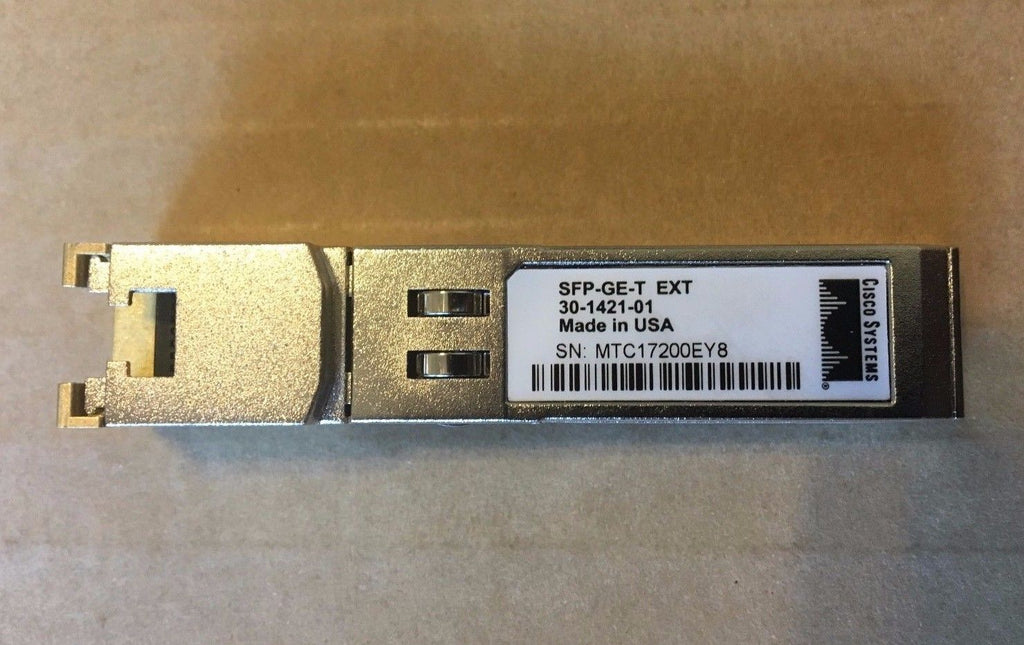 SFP-GE-T EXT
30-1421-01
Made in USA
SN: MTC17200EY8
CISCO SYSTEMS
®